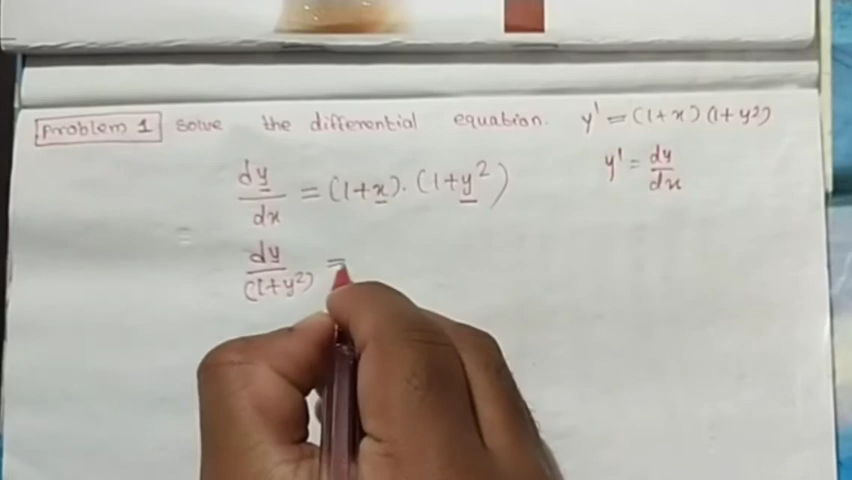 Problem 1 solve the differential equation. y' = (1+x) (1+y²)
dy/dx = (1+x). (1+y²) y' = dy/dx
= dy/(1+y²) =